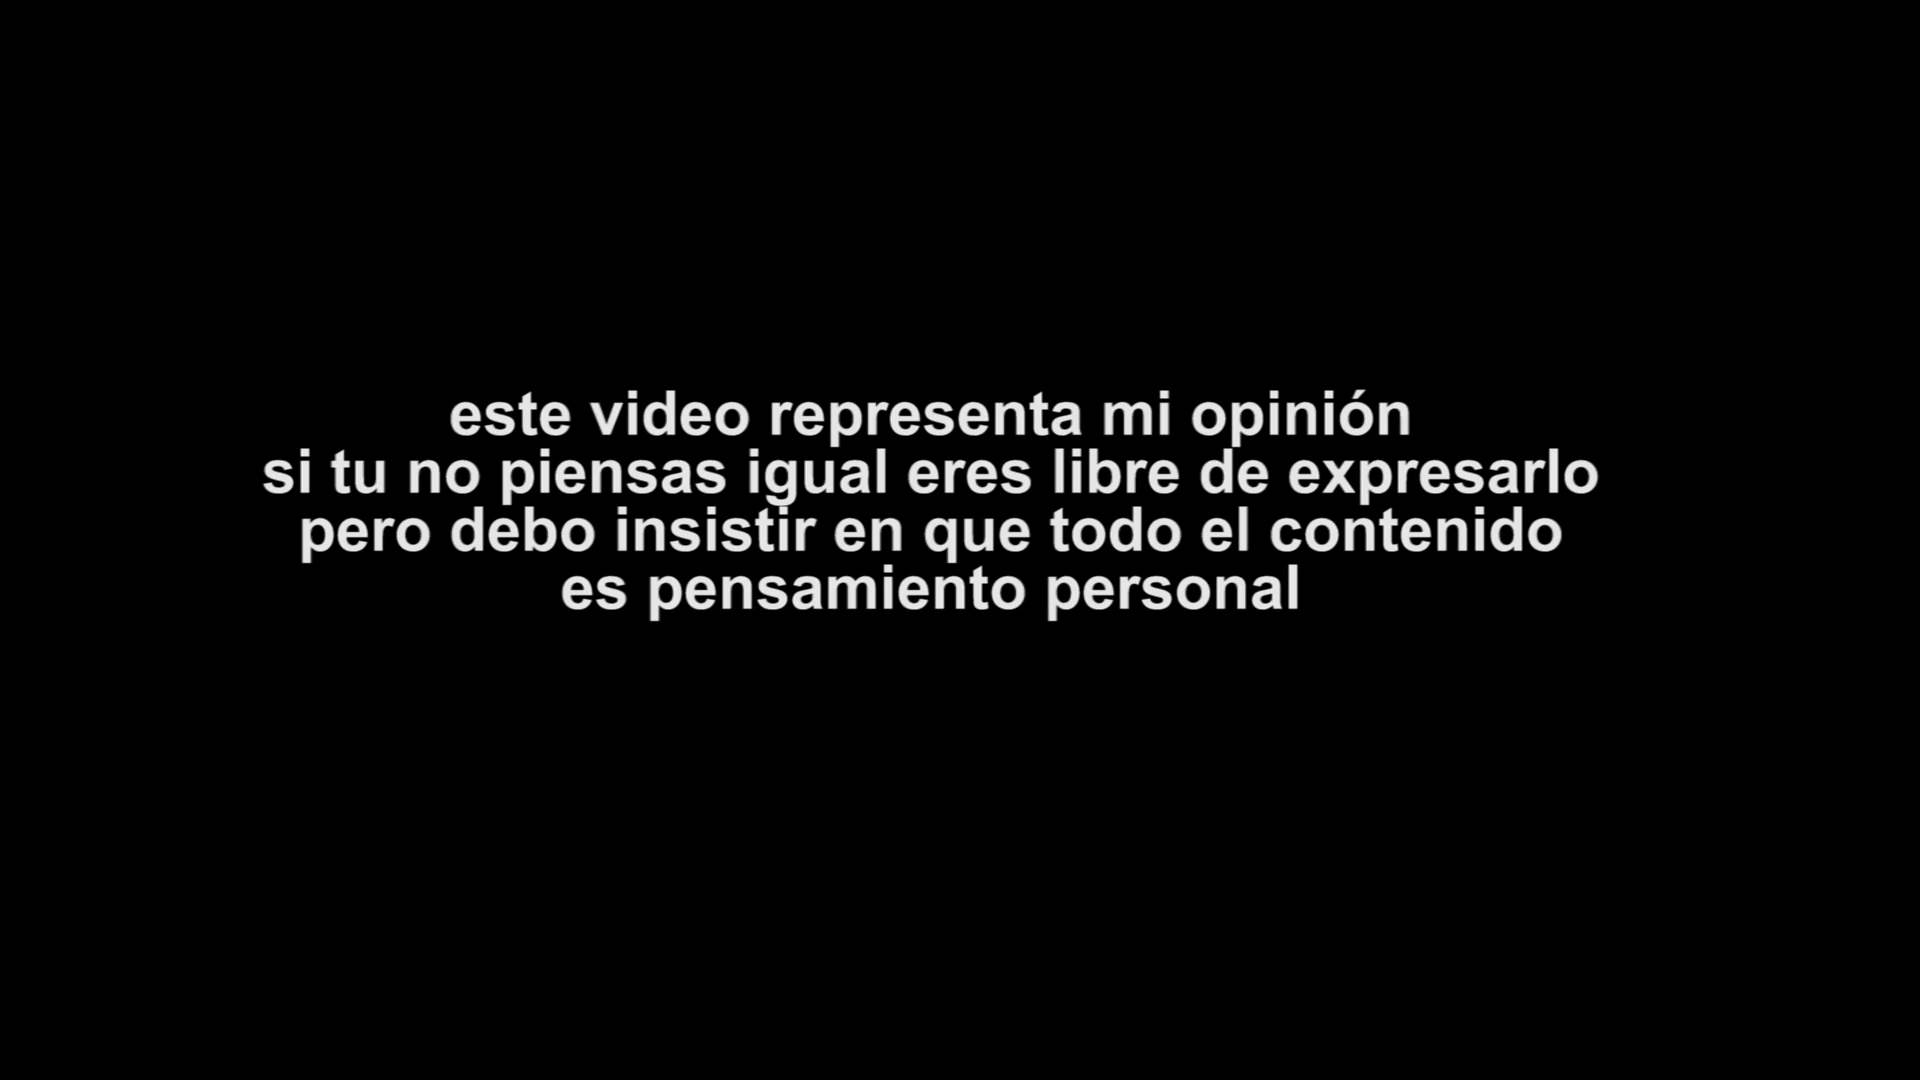 este video representa mi opinión
si tu no piensas igual eres libre de expresarlo
pero debo insistir en que todo el contenido
es pensamiento personal